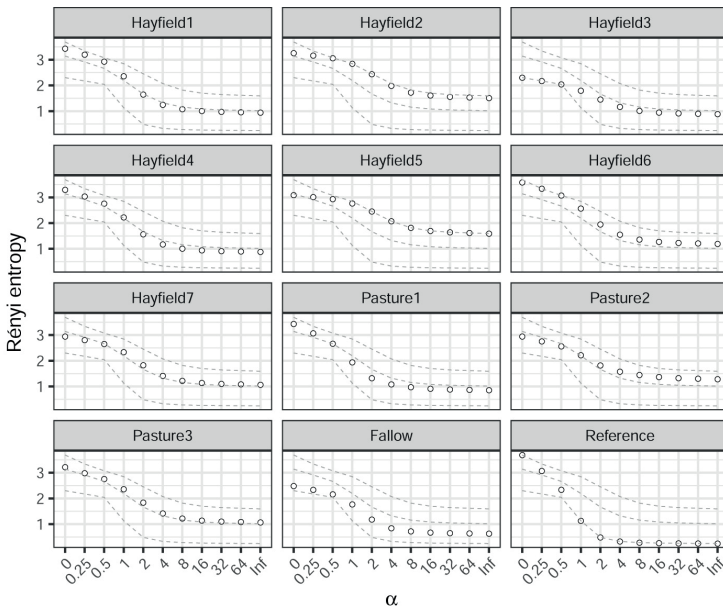 Hayfield1 Hayfield2 Hayfield3
3
2
1
Hayfield4 Hayfield5 Hayfield6
3
2
1
Hayfield7 Pasture1 Pasture2
3
2
1
Pasture3 Fallow Reference
3
2
1
0 0.25 0.5 1 2 4 8 16 32 64 Inf 0 0.25 0.5 1 2 4 8 16 32 64 Inf 0 0.25 0.5 1 2 4 8 16 32 64 Inf
α
Rényi entropy